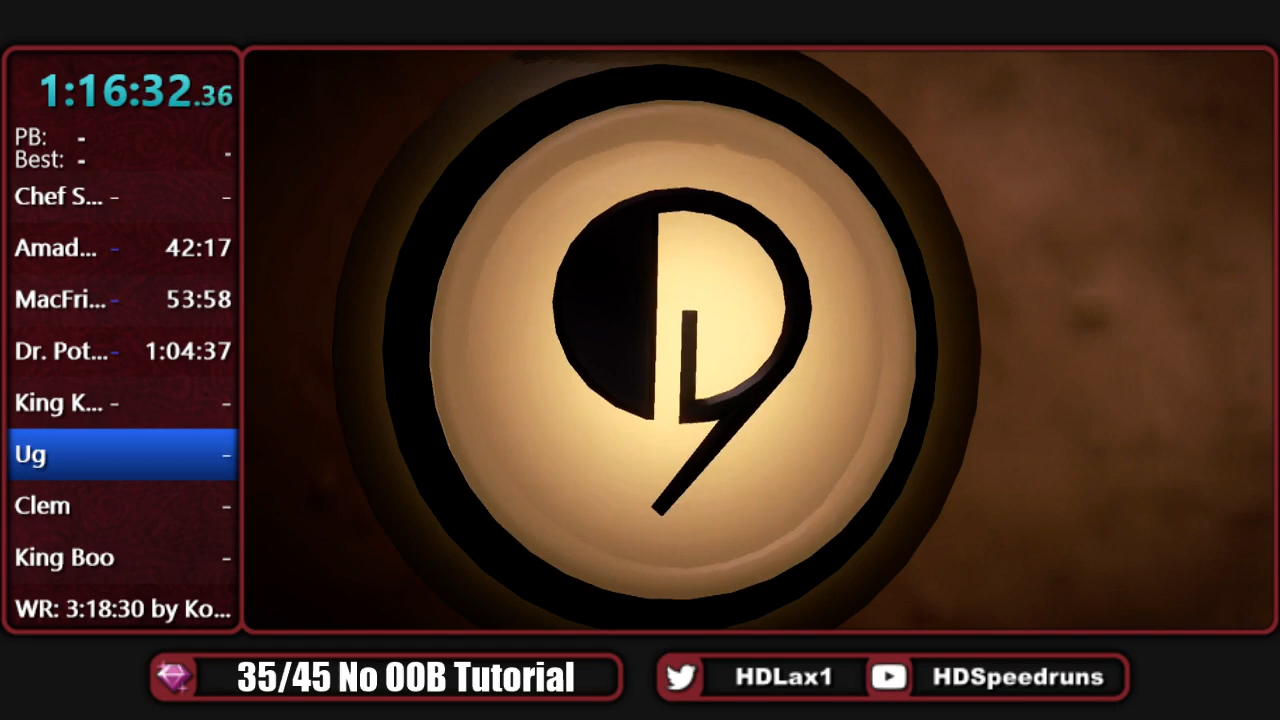 1:16:32.36
PB: -
Best: - -
Chef S... - -
Amad... - 42:17
MacFri... - 53:58
Dr. Pot... - 1:04:37
King K... - -
Ug -
Clem -
King Boo -
WR: 3:18:30 by Ko...
9
35/45 No OOB Tutorial
HDLax1
HDSpeedruns